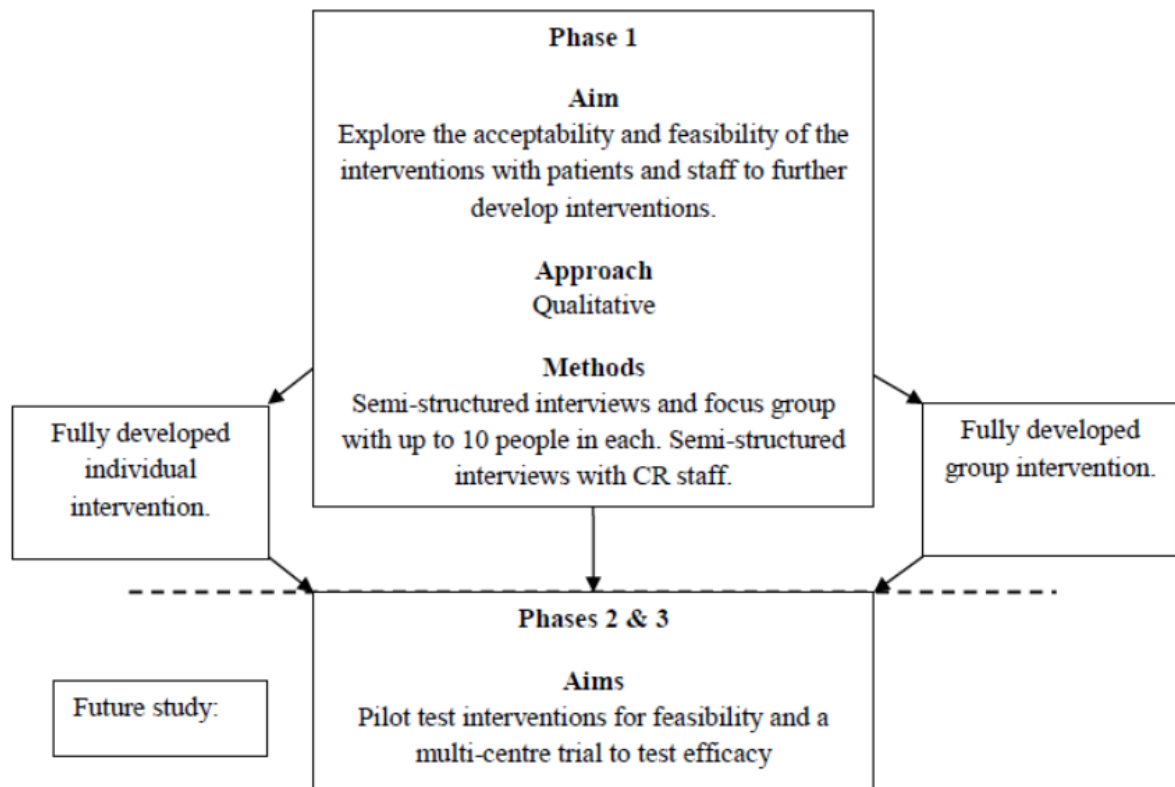 Phase 1
Aim
Explore the acceptability and feasibility of the
interventions with patients and staff to further
develop interventions.
Approach
Qualitative
Methods
Semi-structured interviews and focus group
with up to 10 people in each. Semi-structured
interviews with CR staff.
Fully developed
individual
intervention.
Fully developed
group intervention.
Phases 2 & 3
Aims
Pilot test interventions for feasibility and a
multi-centre trial to test efficacy
Future study: